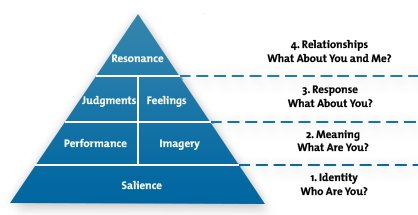 Resonance
4. Relationships
What About You and Me?
Judgments Feelings
3. Response
What About You?
Performance Imagery
2. Meaning
What Are You?
Salience
1. Identity
Who Are You?